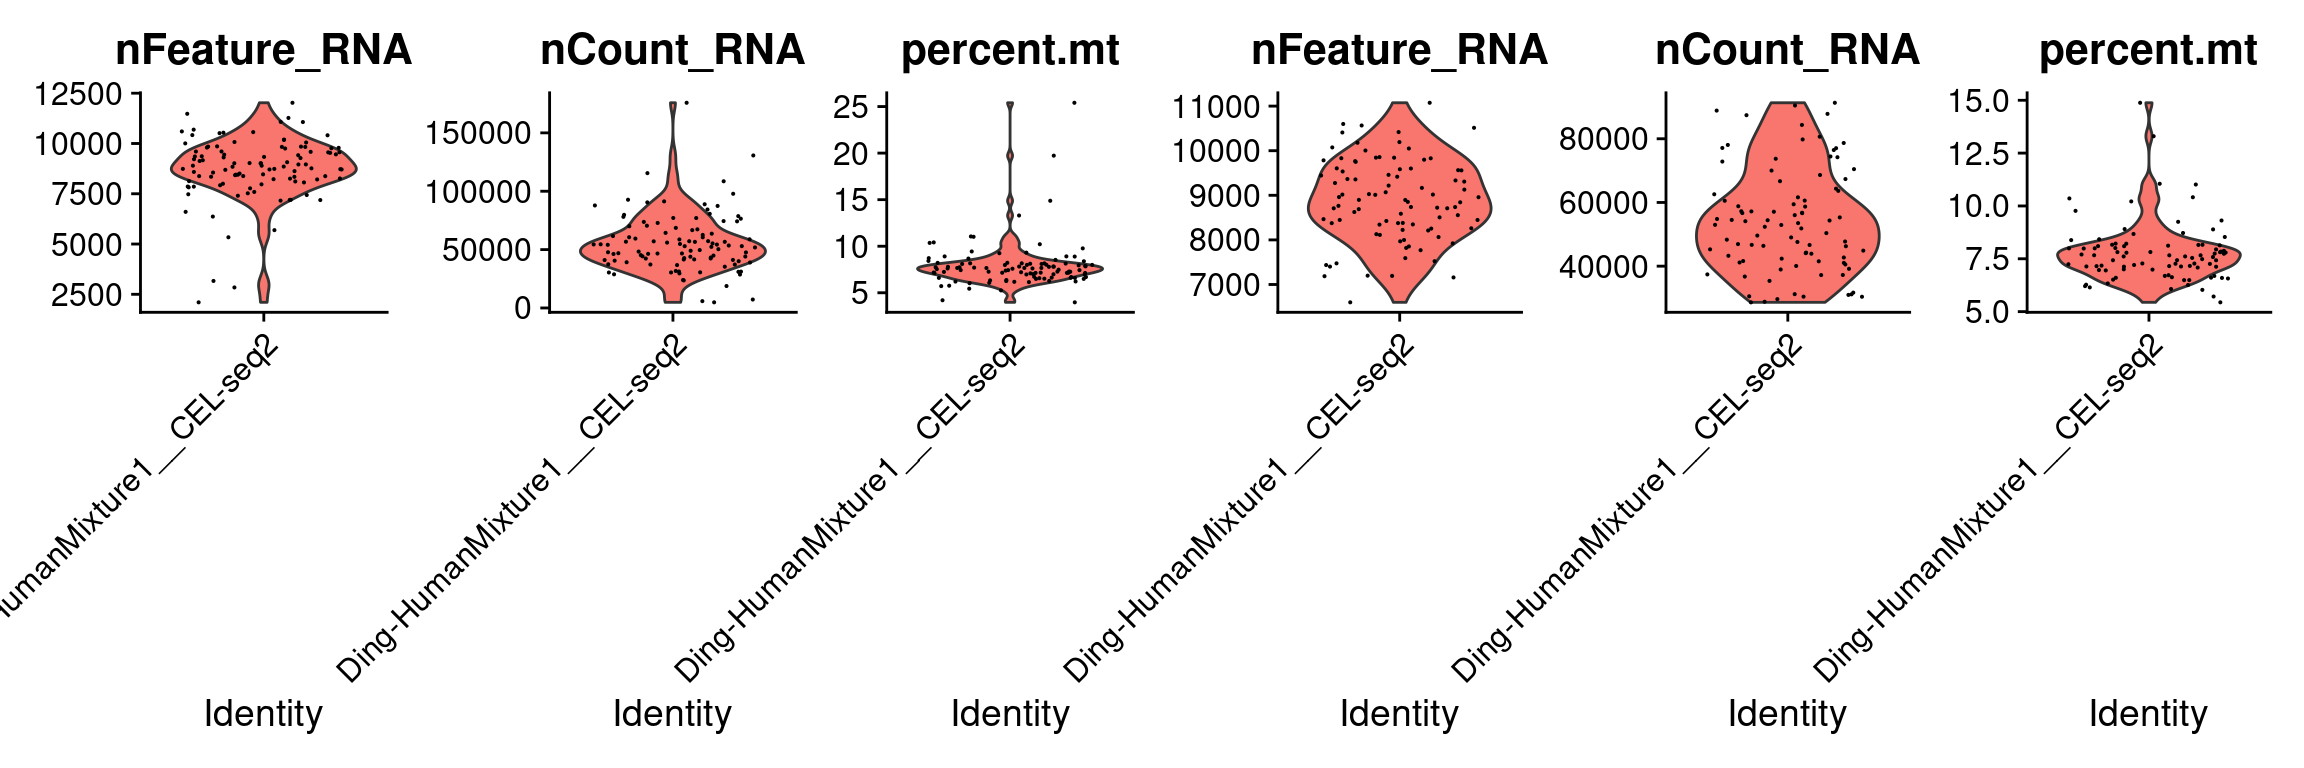 nFeature_RNA
12500
10000
7500
5000
2500
HumanMixture1__CEL-seq2
Identity
nCount_RNA
150000
100000
50000
0
Ding-HumanMixture1__CEL-seq2
Identity
percent.mt
25
20
15
10
5
Ding-HumanMixture1__CEL-seq2
Identity
nFeature_RNA
11000
10000
9000
8000
7000
Ding-HumanMixture1__CEL-seq2
Identity
nCount_RNA
80000
60000
40000
Ding-HumanMixture1__CEL-seq2
Identity
percent.mt
15.0
12.5
10.0
7.5
5.0
Ding-HumanMixture1__CEL-seq2
Identity